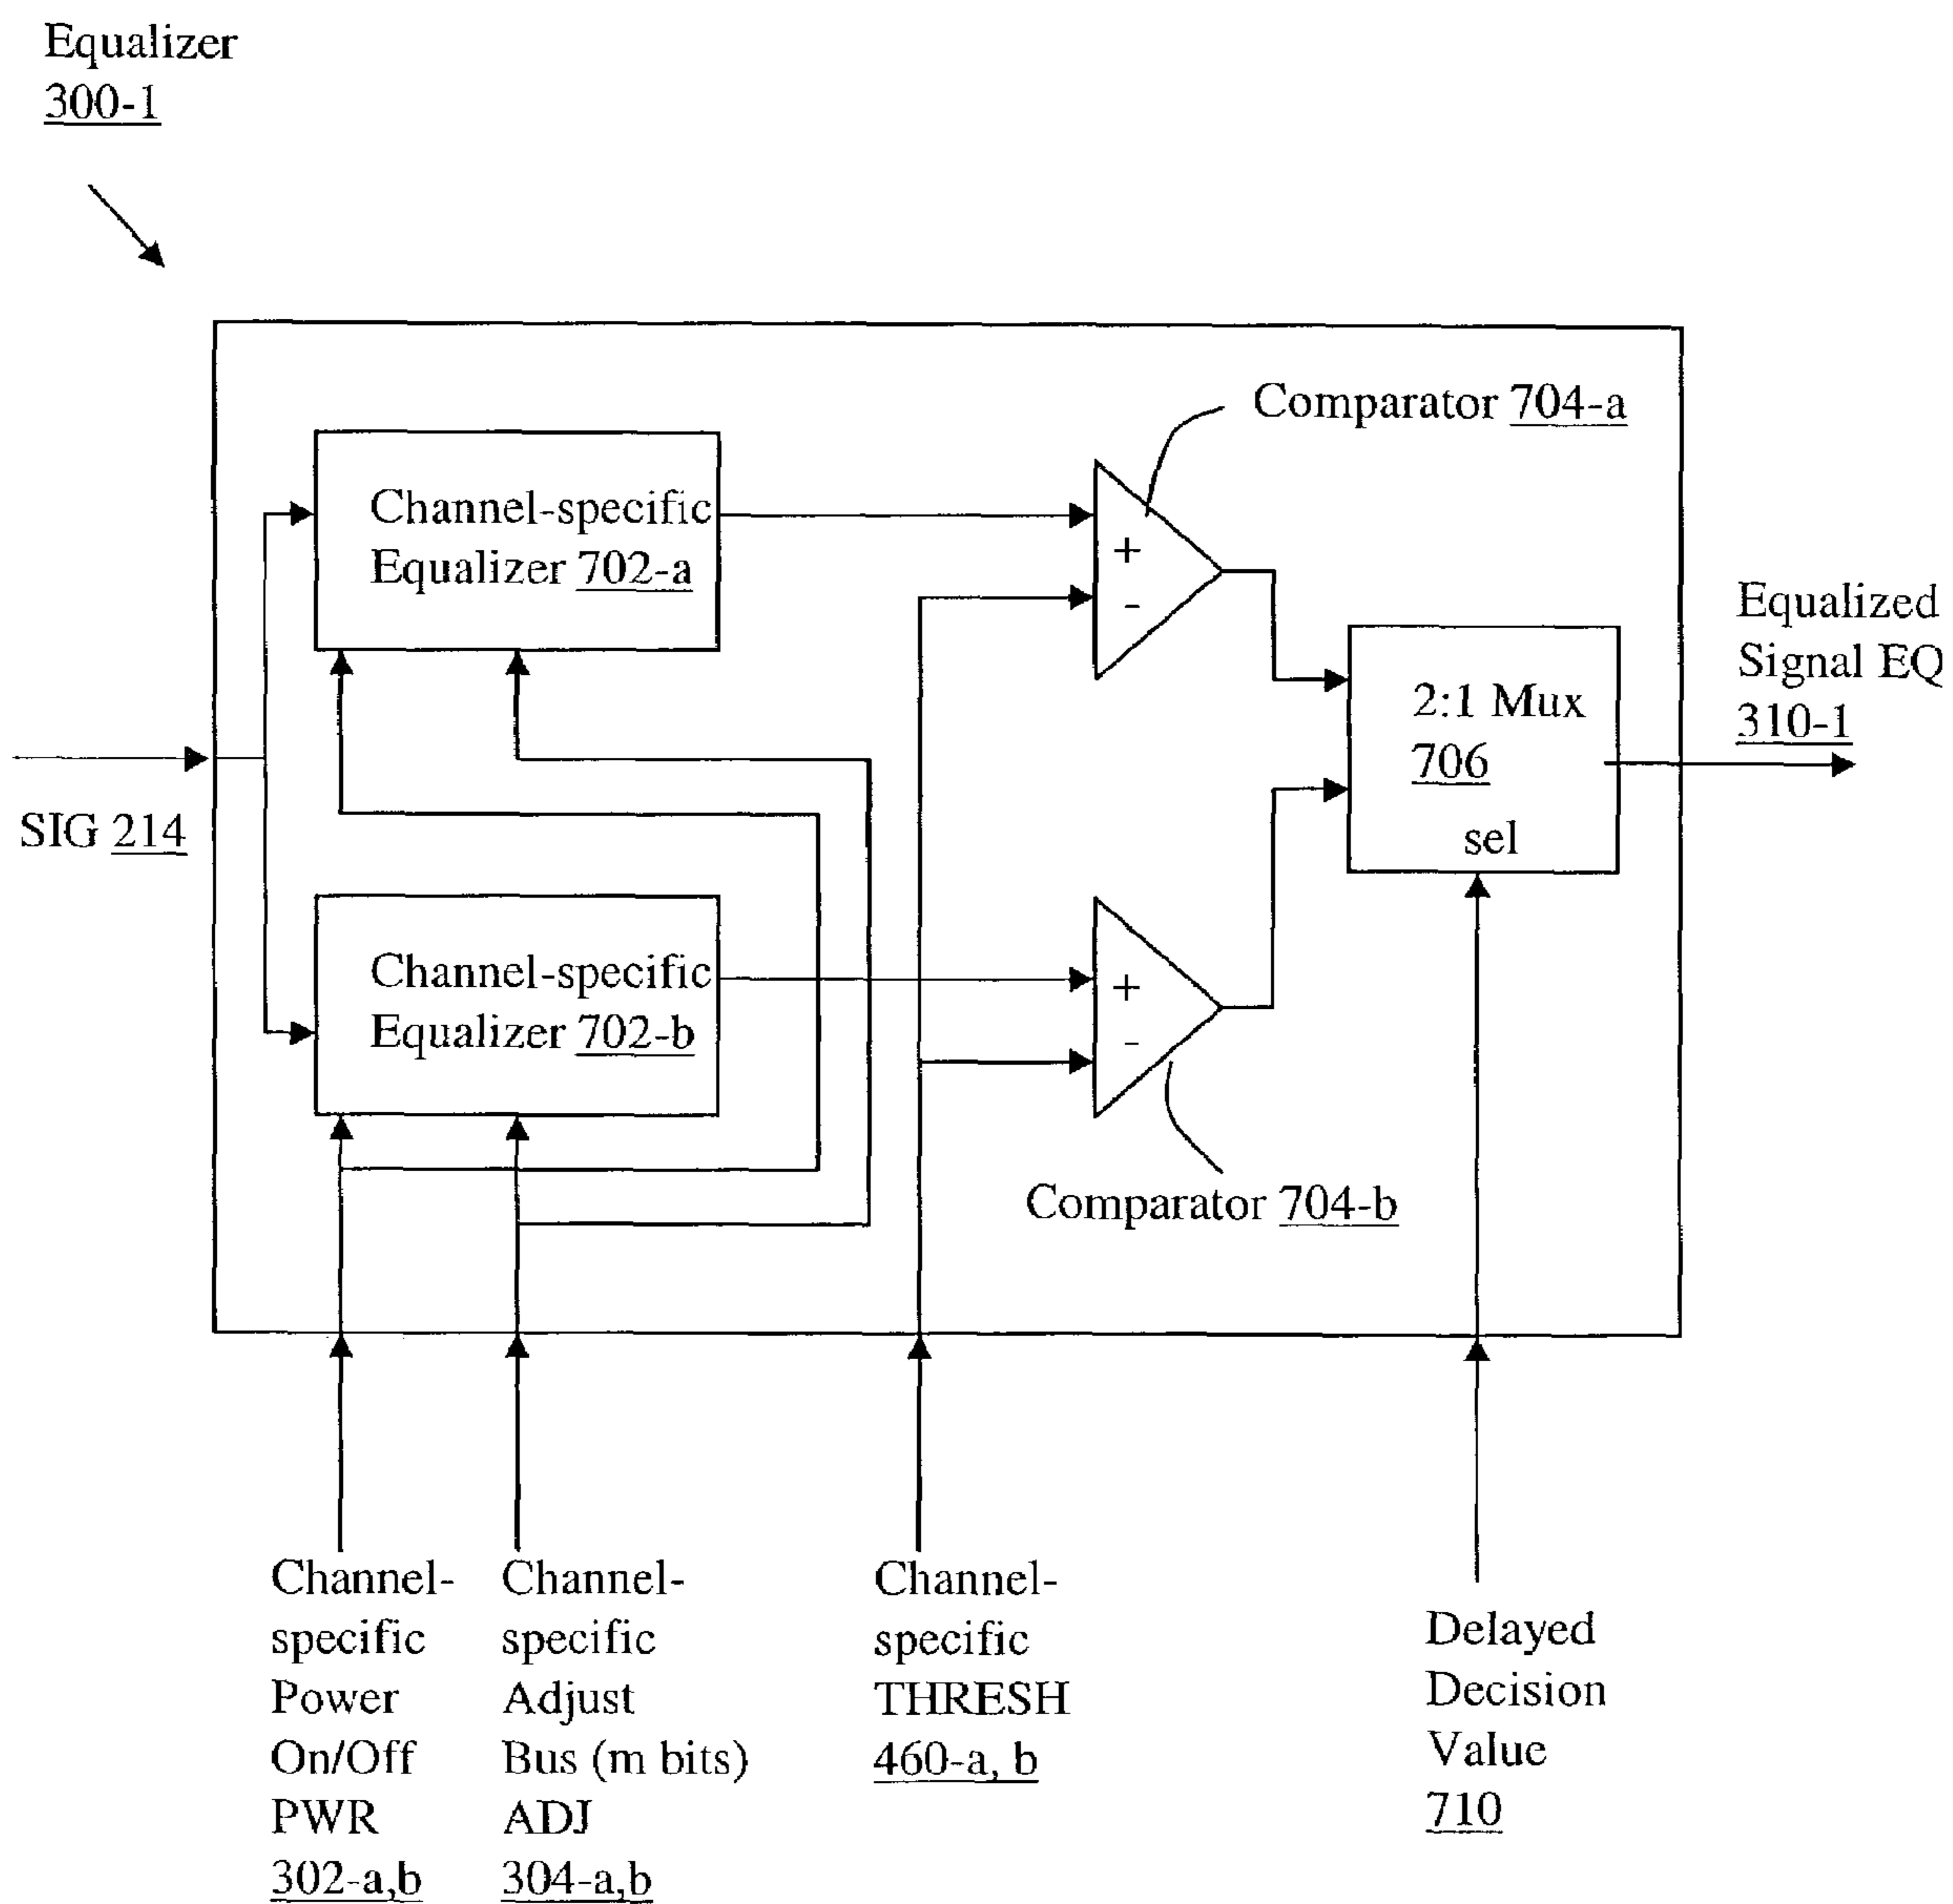 Equalizer
300-1
Comparator 704-a
Channel-specific
Equalizer 702-a
+
-
Equalized
Signal EQ
310-1
2:1 Mux
706
sel
SIG 214
Channel-specific
Equalizer 702-b
+
-
Comparator 704-b
Channel-
specific
Power
On/Off
PWR
302-a,b
Channel-
specific
Adjust
Bus (m bits)
ADJ
304-a,b
Channel-
specific
THRESH
460-a, b
Delayed
Decision
Value
710